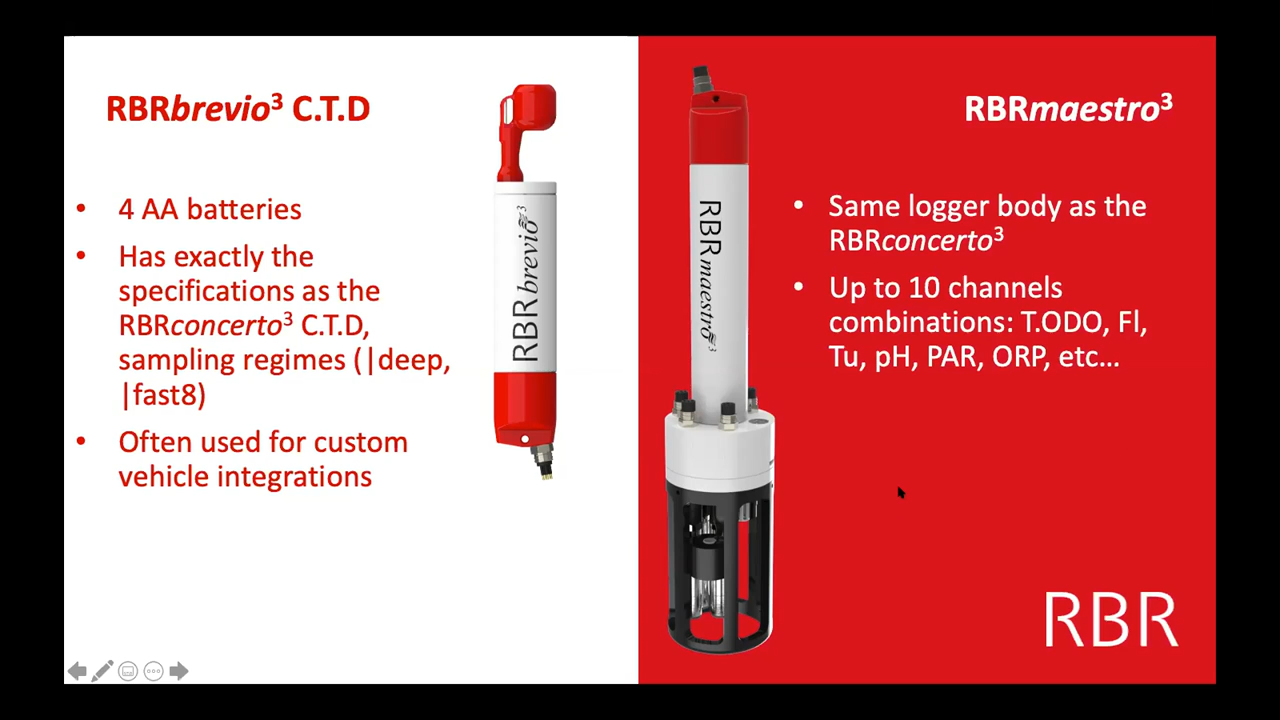 RBRbrevio³ C.T.D
• 4 AA batteries
• Has exactly the
specifications as the
RBRconcerto³ C.T.D,
sampling regimes (|deep,
|fast8)
• Often used for custom
vehicle integrations
RBRbrevio³
RBRmaestro³
RBRmaestro³
• Same logger body as the
RBRconcerto³
• Up to 10 channels
combinations: T.ODO, Fl,
Tu, pH, PAR, ORP, etc...
RBR